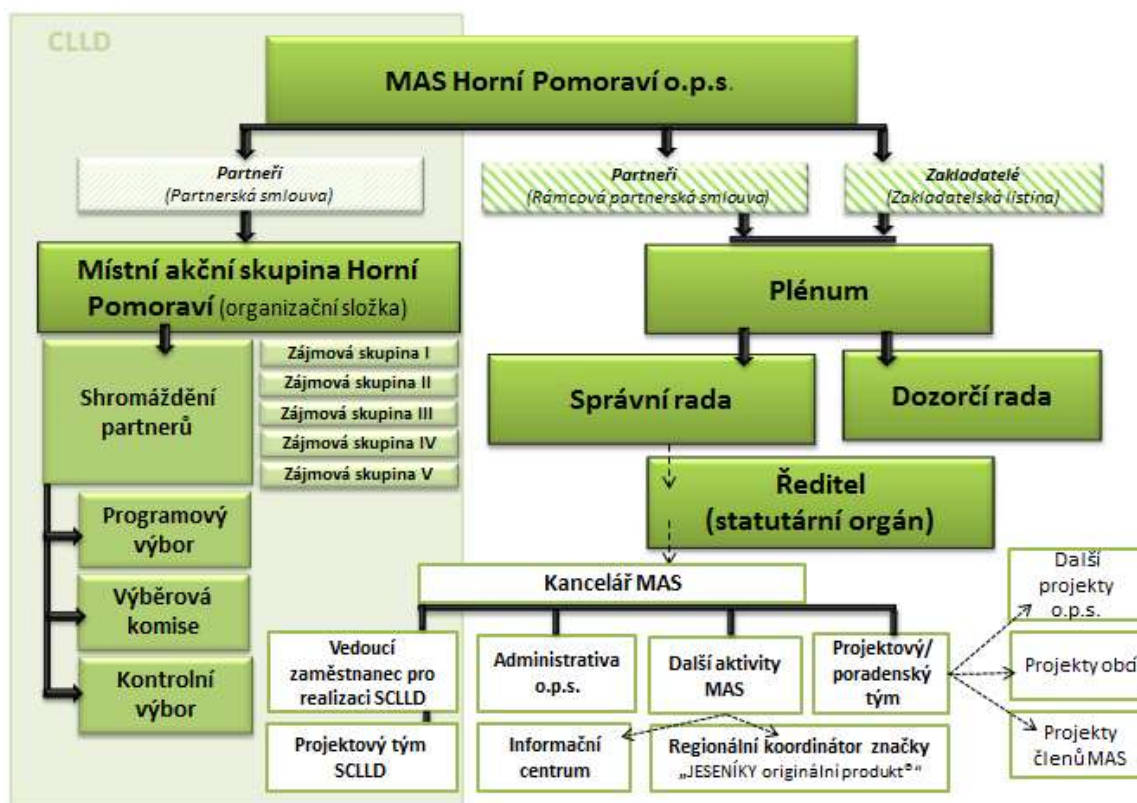 CLLD
MAS Horní Pomoraví o.p.s.
Partneři
(Partnerská smlouva)
Partneři
(Rámcová partnerská smlouva)
Zakladatelé
(Zakladatelská listina)
Místní akční skupina Horní
Pomoraví (organizační složka)
Plénum
Shromáždění
partnerů
Zájmová skupina I
Zájmová skupina II
Zájmová skupina III
Zájmová skupina IV
Zájmová skupina V
Správní rada
Dozorčí rada
Ředitel
(statutární orgán)
Programový
výbor
Výběrová
komise
Kontrolní
výbor
Kancelář MAS
Vedoucí
zaměstnanec pro
realizaci SCLLD
Administrativa
o.p.s.
Další aktivity
MAS
Projektový/
poradenský
tým
Další
projekty
o.p.s.
Projekty obcí
Projekty
členů MAS
Projektový tým
SCLLD
Informační
centrum
Regionální koordinátor značky
„JESENÍKY originální produkt®“